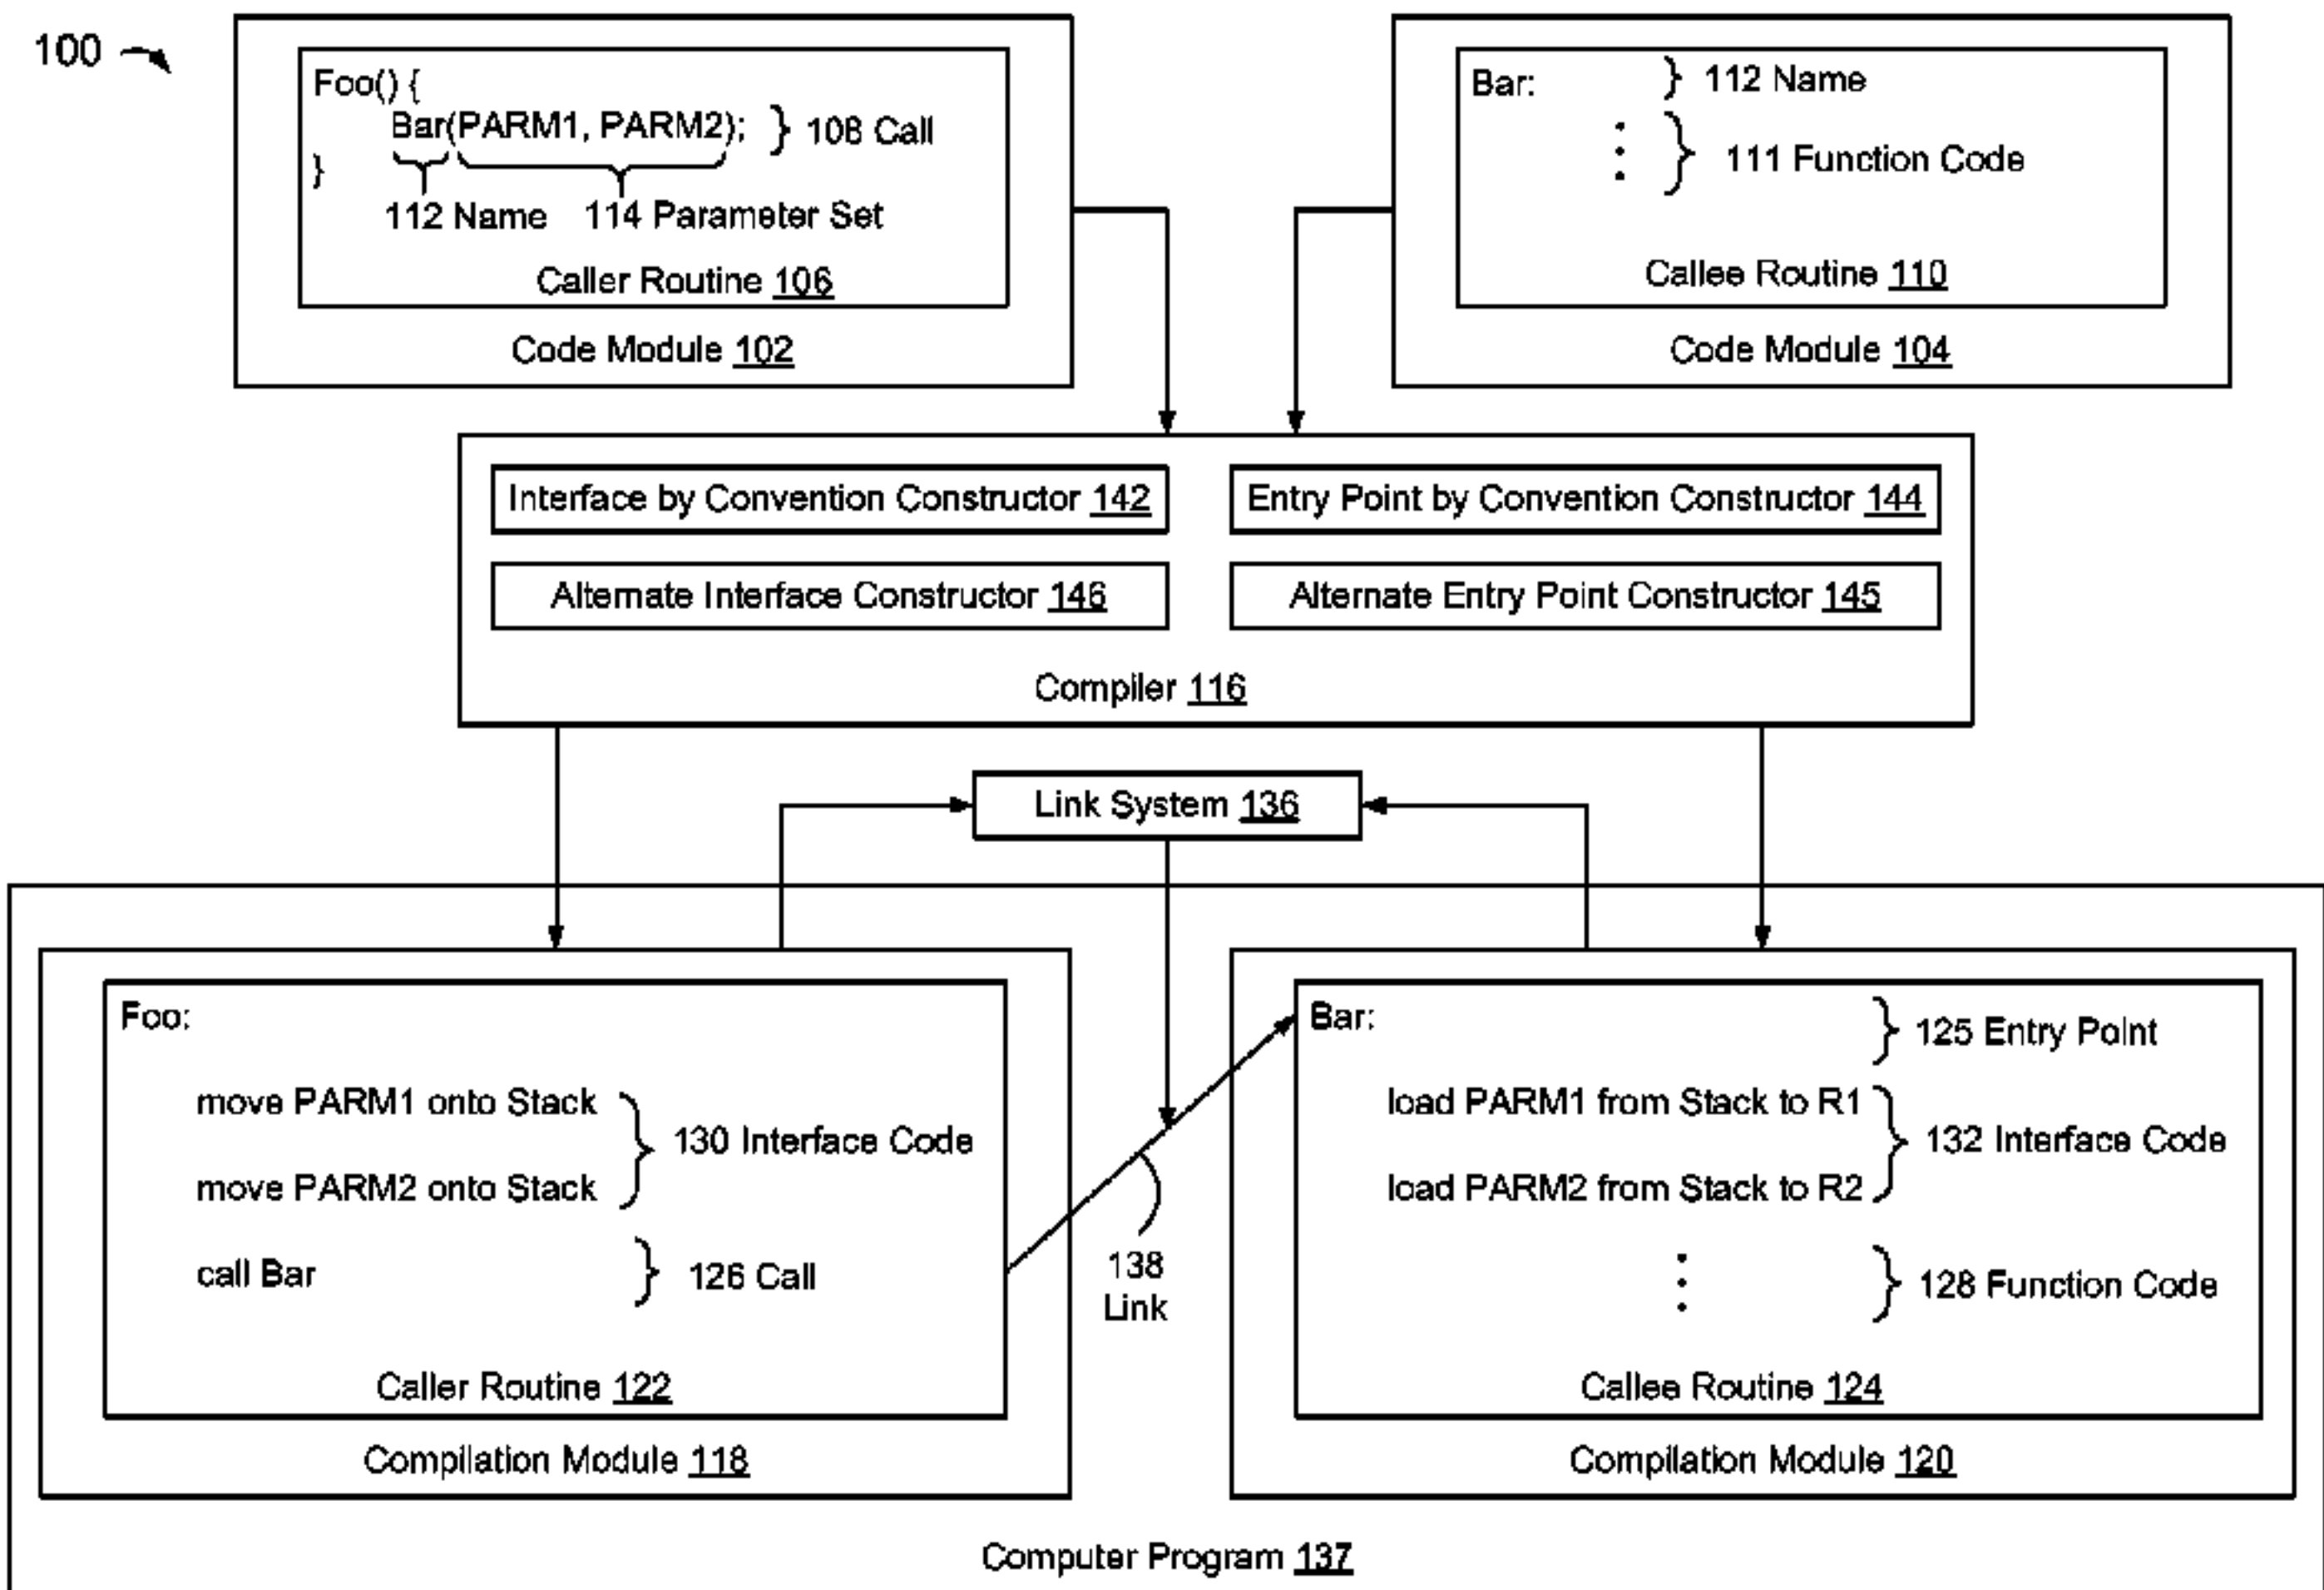 100
Foo() {
Bar(PARM1, PARM2); } 108 Call
}
112 Name 114 Parameter Set
Caller Routine 106
Code Module 102
Bar: } 112 Name
} 111 Function Code
Callee Routine 110
Code Module 104
Interface by Convention Constructor 142
Entry Point by Convention Constructor 144
Alternate Interface Constructor 146
Alternate Entry Point Constructor 145
Compiler 116
Link System 136
Foo:
move PARM1 onto Stack
130 Interface Code
move PARM2 onto Stack
call Bar } 126 Call
Caller Routine 122
Compilation Module 118
138
Link
Bar:
125 Entry Point
load PARM1 from Stack to R1
132 Interface Code
load PARM2 from Stack to R2
128 Function Code
Callee Routine 124
Compilation Module 120
Computer Program 137